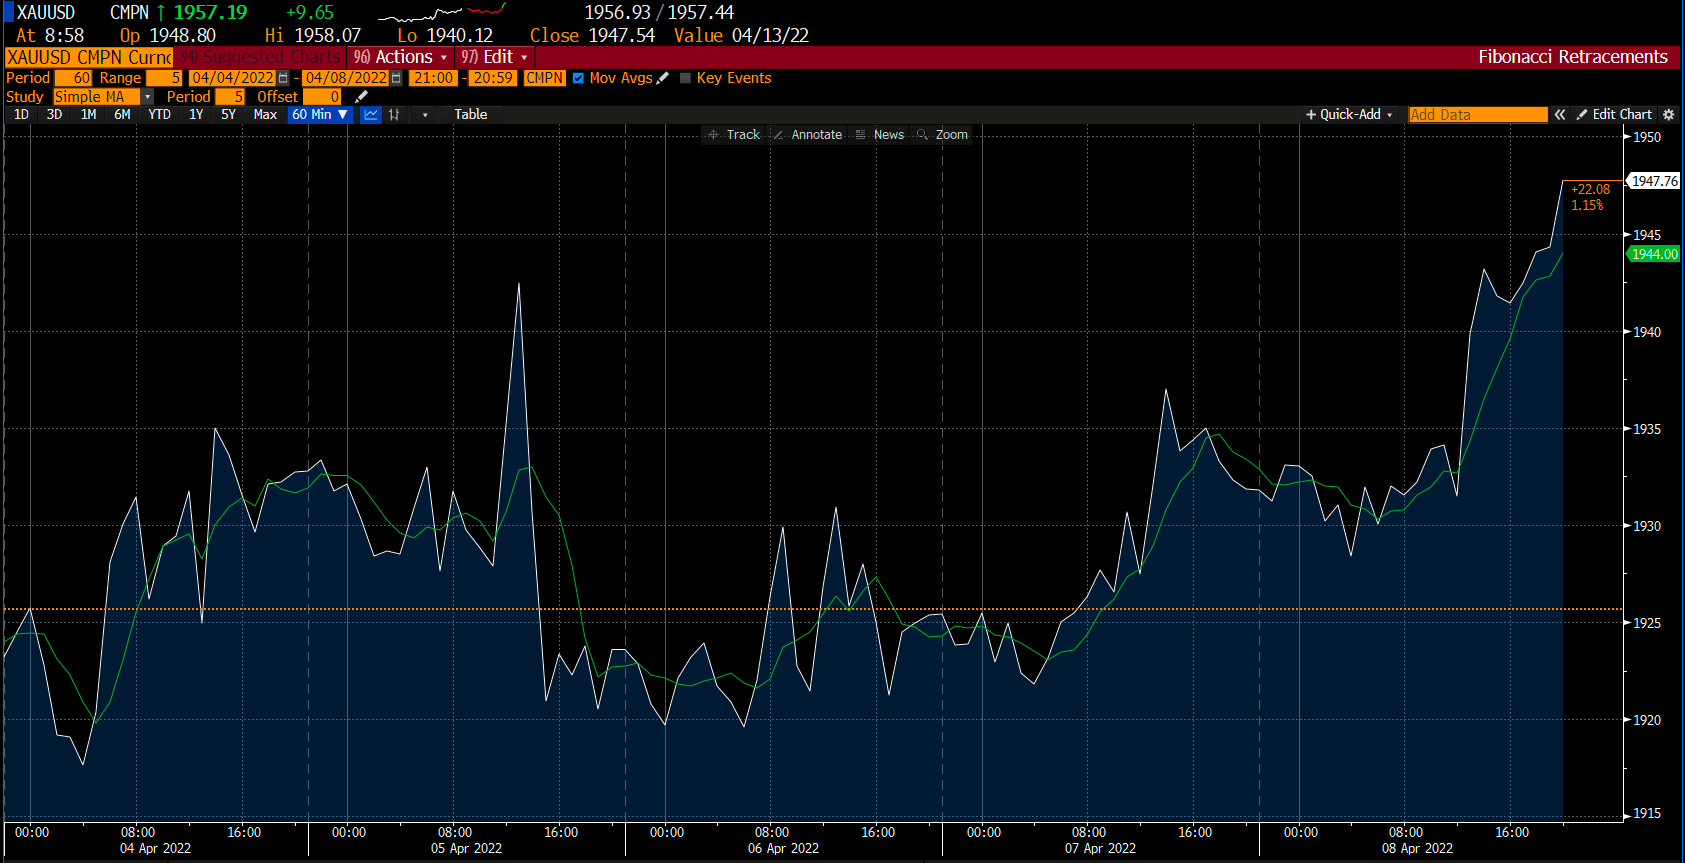 XAUUSD CMPN ↑ 1957.19 +9.65 1956.93 / 1957.44
At 8:58 Op 1948.80 Hi 1958.07 Lo 1940.12 Close 1947.54 Value 04/13/22
XAUUSD CMPN Curnc 94) Suggested Charts 96) Actions 97) Edit Fibonacci Retracements
Period 60 Range 5 04/04/2022 - 04/08/2022 21:00 - 20:59 CMPN Mov Avgs Key Events
Study Simple MA Period 5 Offset 0
1D 3D 1M 6M YTD 1Y 5Y Max 60 Min ▼ Table + Quick-Add Add Data « Edit Chart
Track Annotate News Zoom
1950
1947.76
+22.08
1.15%
1945
1944.00
1940
1935
1930
1925
1920
1915
00:00 08:00 16:00 00:00 08:00 16:00 00:00 08:00 16:00 00:00 08:00 16:00 00:00 08:00 16:00
04 Apr 2022 05 Apr 2022 06 Apr 2022 07 Apr 2022 08 Apr 2022